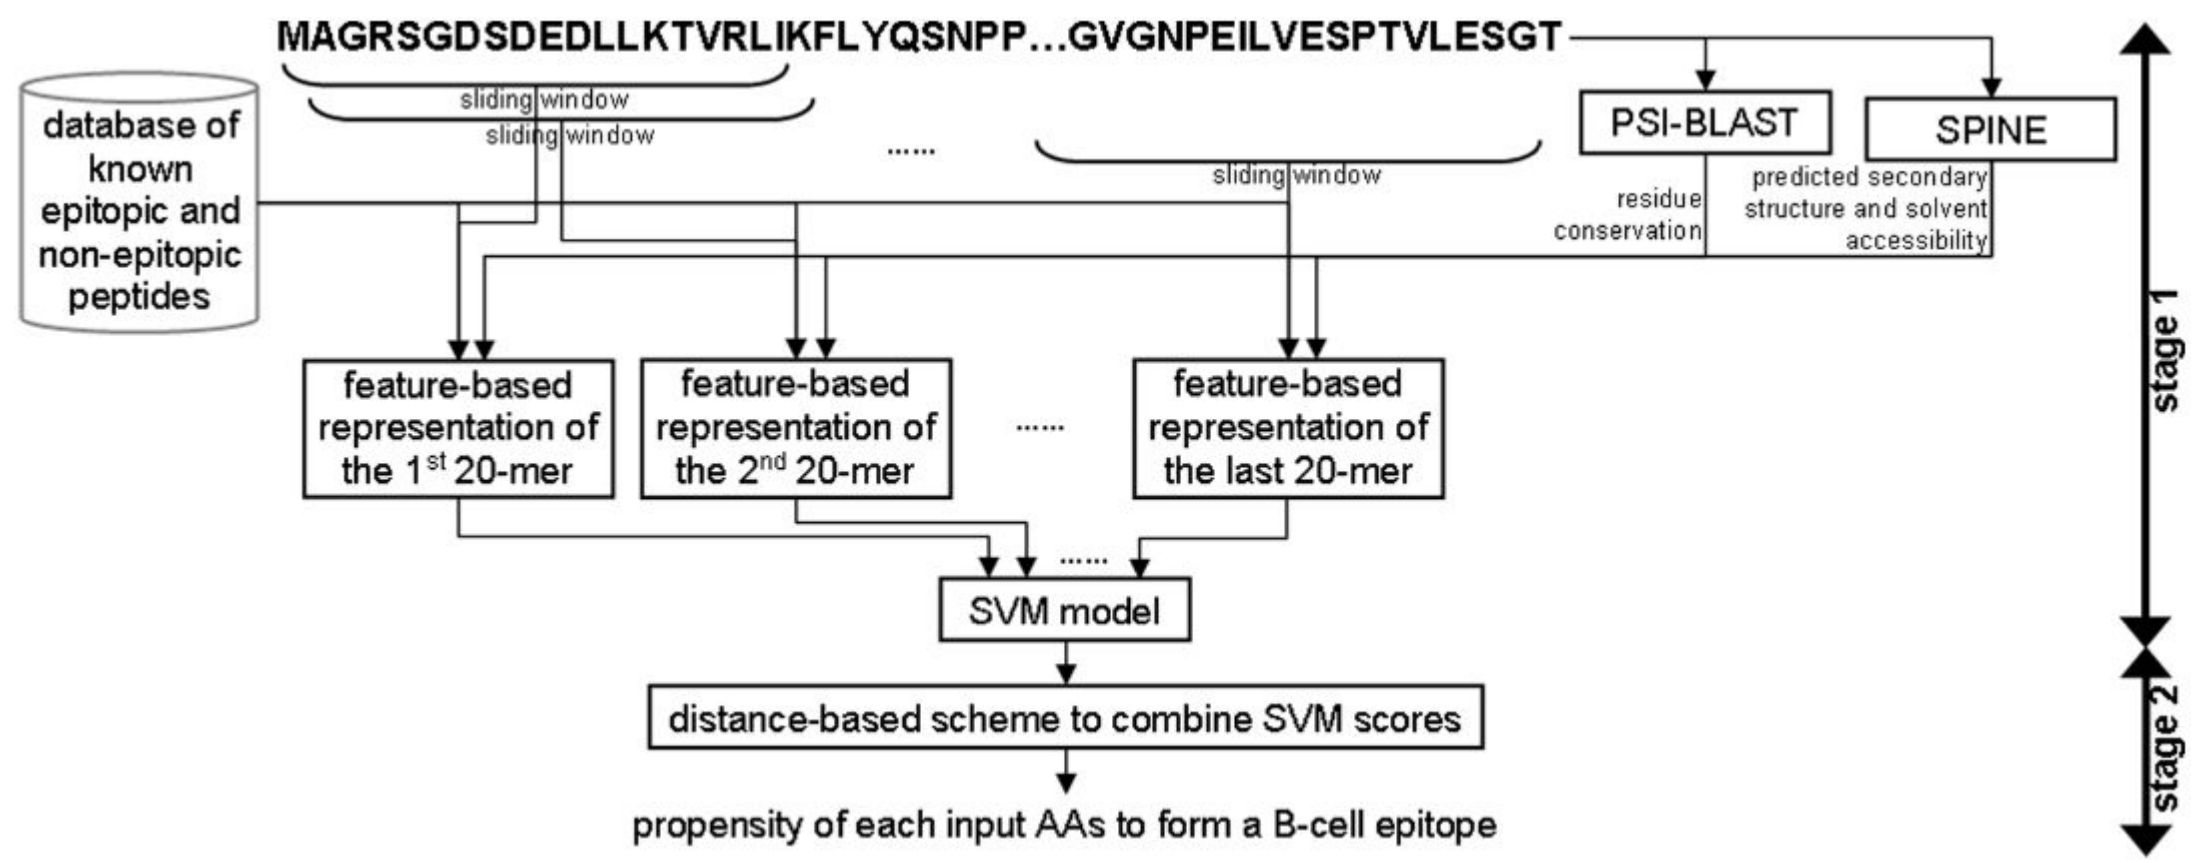 MAGRSGDSDEDLLKTVRLIKFLYQSNPP...GVGNPEILVESPTVLESGT
sliding window
sliding window
......
sliding window
database of
known
epitopic and
non-epitopic
peptides
PSI-BLAST
SPINE
residue
conservation
predicted secondary
structure and solvent
accessibility
feature-based
representation of
the 1st 20-mer
feature-based
representation of
the 2nd 20-mer
......
feature-based
representation of
the last 20-mer
......
SVM model
distance-based scheme to combine SVM scores
propensity of each input AAs to form a B-cell epitope
stage 1
stage 2